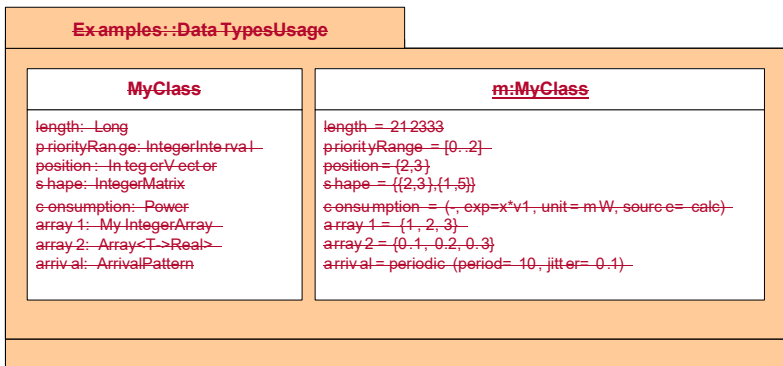 Examples::DataTypesUsage
MyClass
length: Long
priorityRange: IntegerInterval
position: IntegerVector
shape: IntegerMatrix
consumption: Power
array1: MyIntegerArray
array2: Array<T->Real>
arrival: ArrivalPattern
m:MyClass
length = 212333
priorityRange = [0..2]
position = {2,3}
shape = {{2,3},{1,5}}
consumption = (-, exp=x*v1, unit = mW, source= calc)
array1 = {1, 2, 3}
array2 = {0.1, 0.2, 0.3}
arrival = periodic (period= 10, jitter= 0.1)